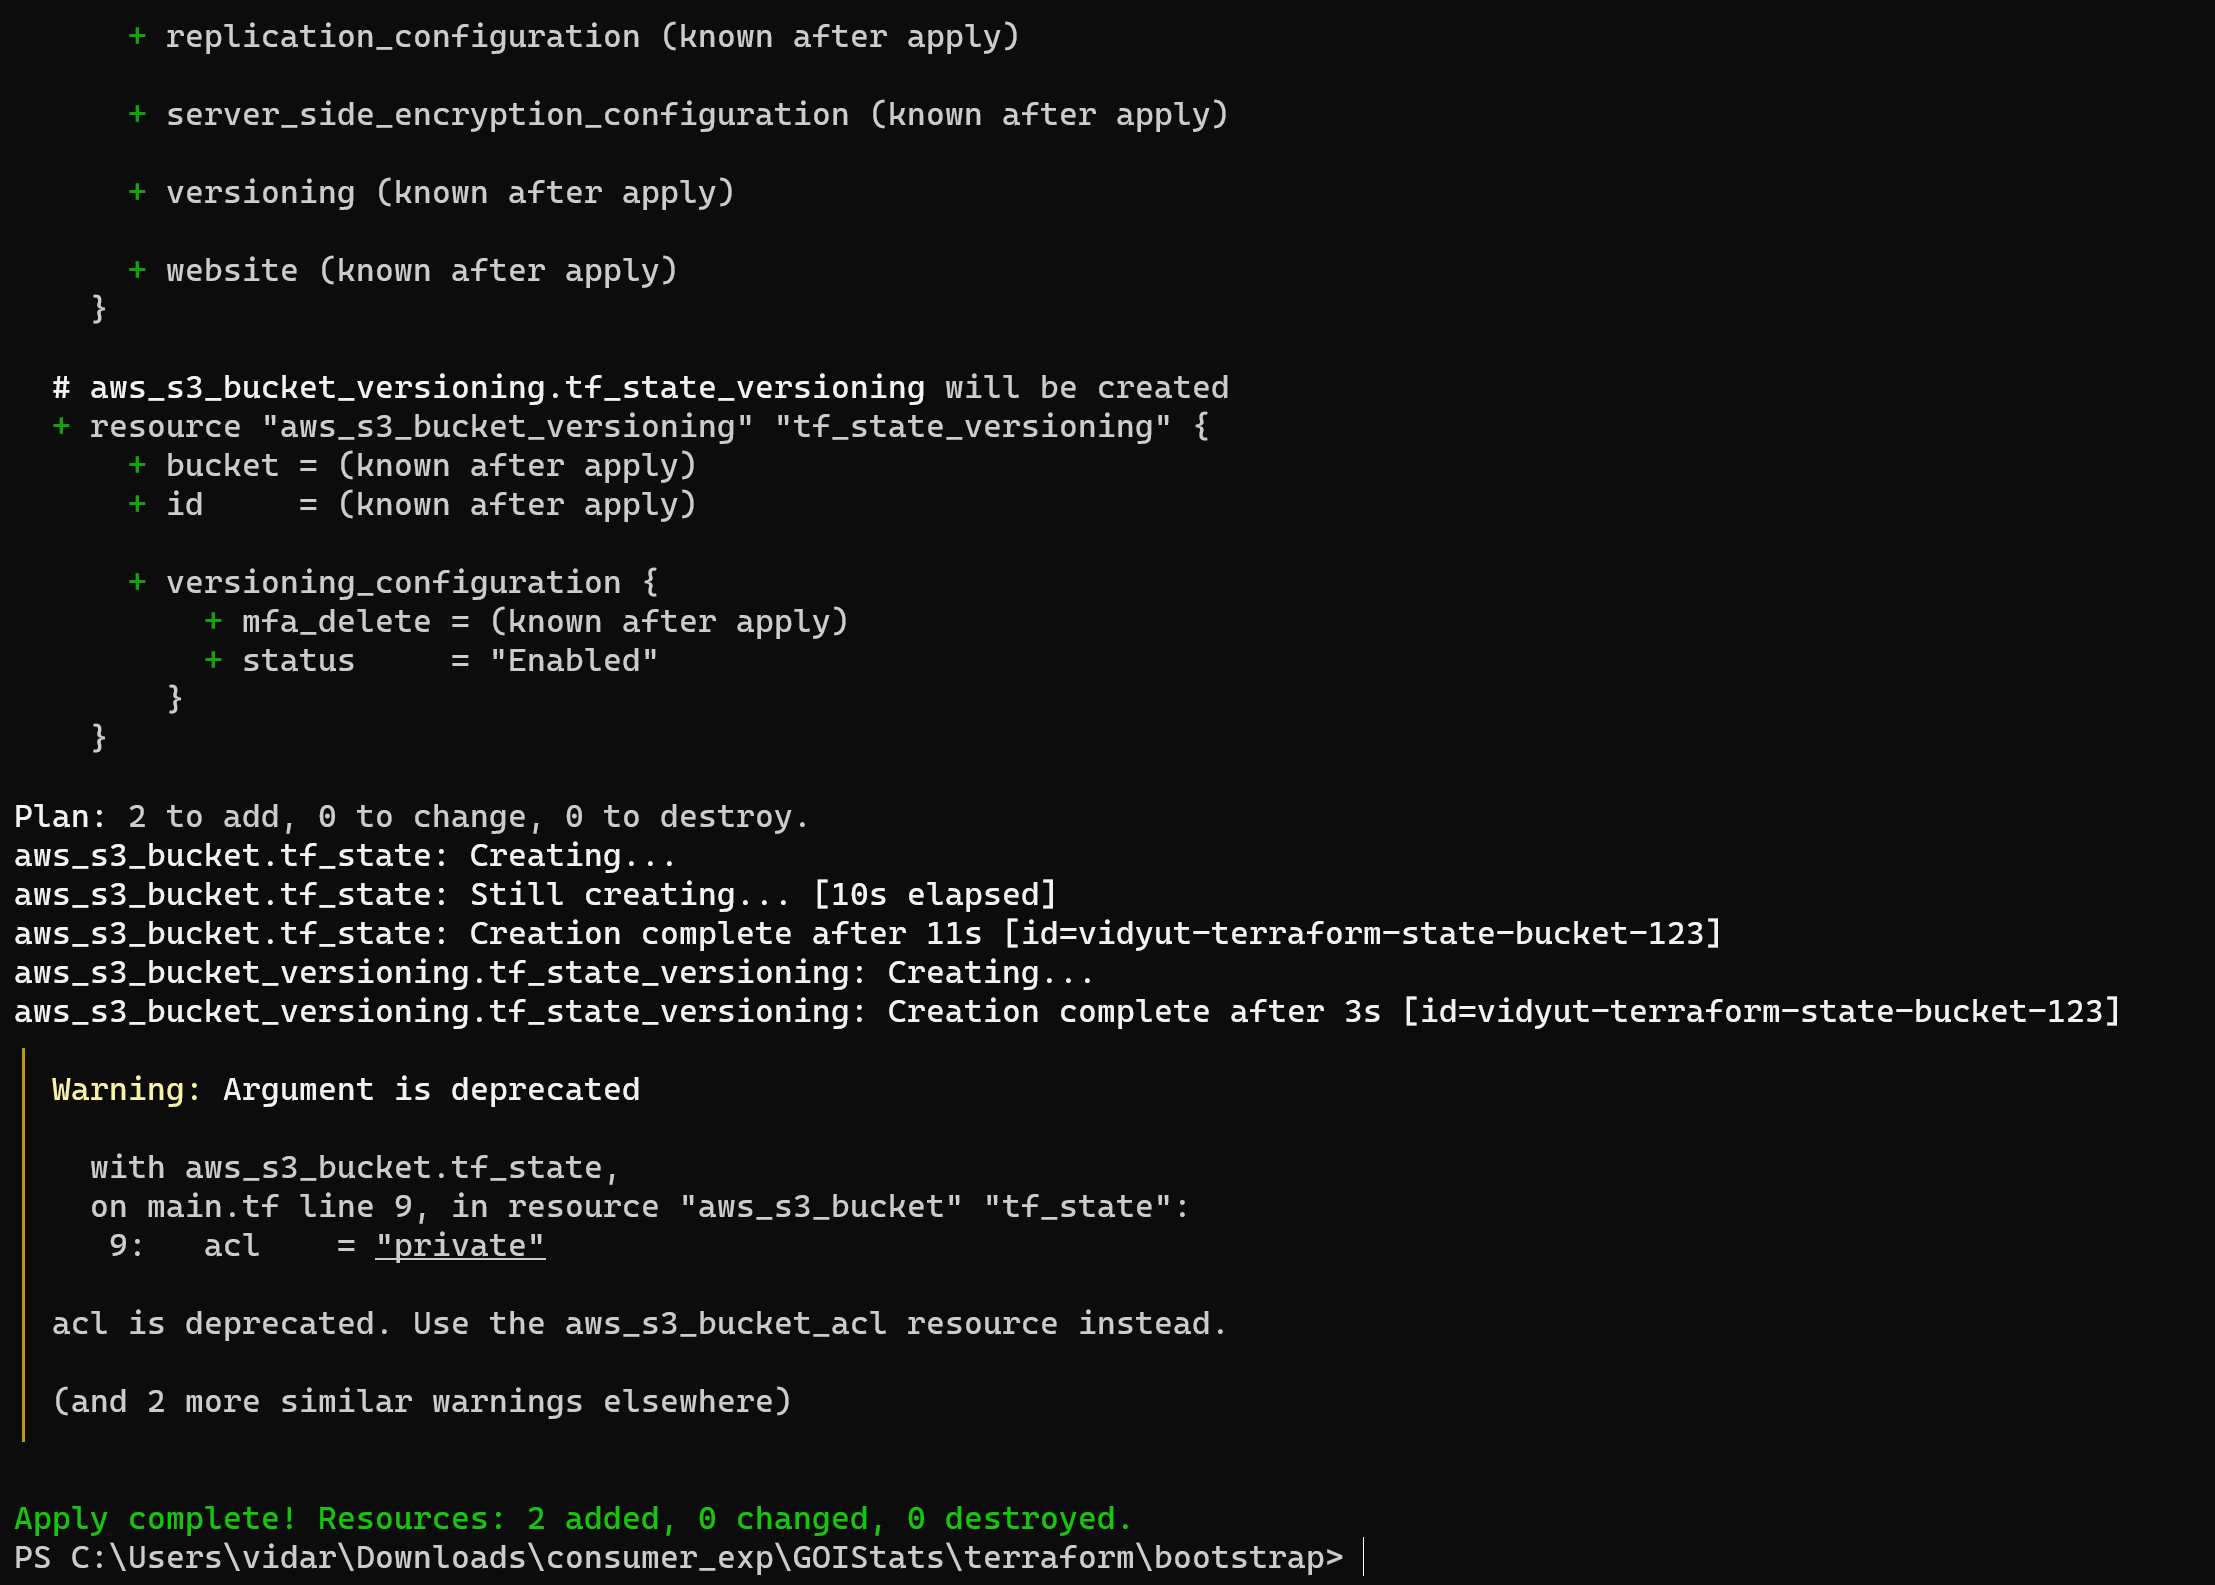 + replication_configuration (known after apply)
+ server_side_encryption_configuration (known after apply)
+ versioning (known after apply)
+ website (known after apply)
}
# aws_s3_bucket_versioning.tf_state_versioning will be created
+ resource "aws_s3_bucket_versioning" "tf_state_versioning" {
+ bucket = (known after apply)
+ id     = (known after apply)
+ versioning_configuration {
+ mfa_delete = (known after apply)
+ status     = "Enabled"
}
}
Plan: 2 to add, 0 to change, 0 to destroy.
aws_s3_bucket.tf_state: Creating...
aws_s3_bucket.tf_state: Still creating... [10s elapsed]
aws_s3_bucket.tf_state: Creation complete after 11s [id=vidyut-terraform-state-bucket-123]
aws_s3_bucket_versioning.tf_state_versioning: Creating...
aws_s3_bucket_versioning.tf_state_versioning: Creation complete after 3s [id=vidyut-terraform-state-bucket-123]
Warning: Argument is deprecated
with aws_s3_bucket.tf_state,
on main.tf line 9, in resource "aws_s3_bucket" "tf_state":
9:   acl    = "private"
acl is deprecated. Use the aws_s3_bucket_acl resource instead.
(and 2 more similar warnings elsewhere)
Apply complete! Resources: 2 added, 0 changed, 0 destroyed.
PS C:\Users\vidar\Downloads\consumer_exp\GOIStats\terraform\bootstrap>